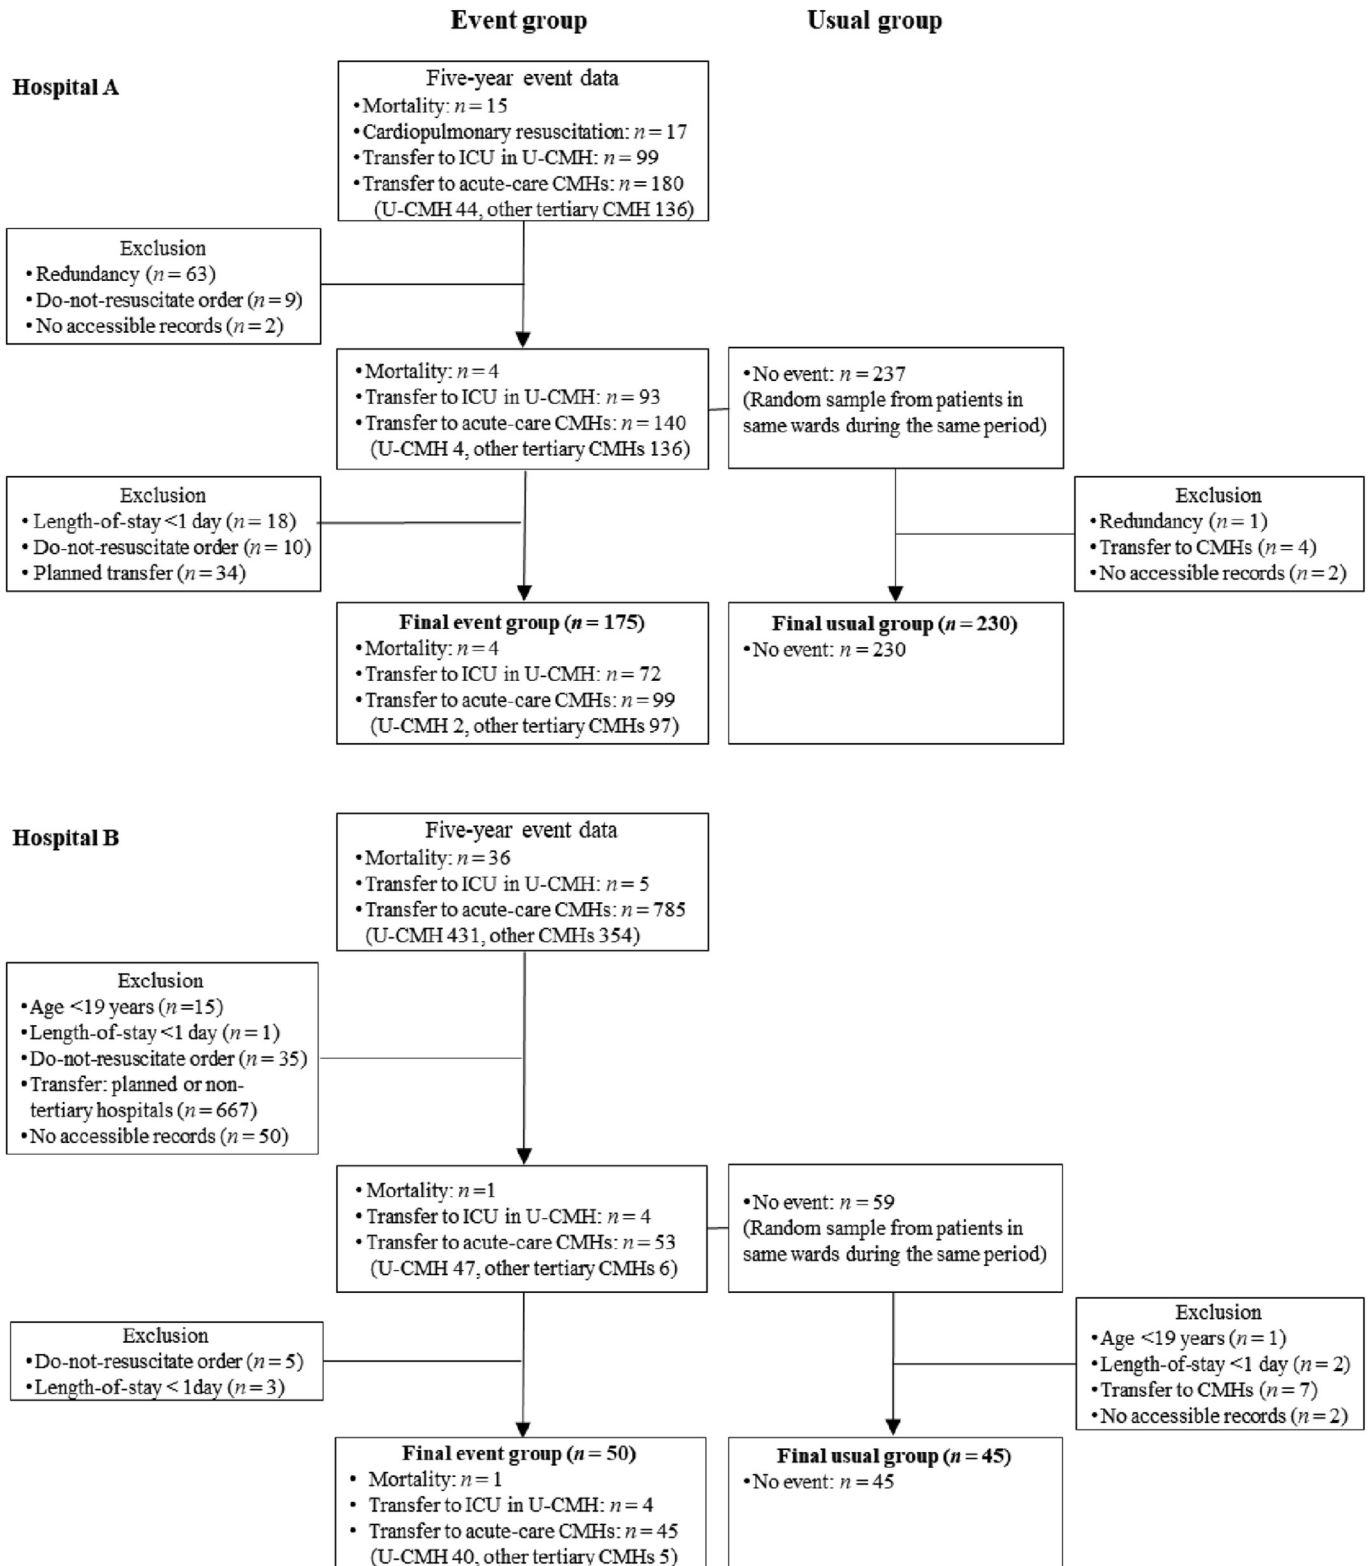 Event group
Usual group
Hospital A
Five-year event data
•Mortality: n=15
•Cardiopulmonary resuscitation: n=17
•Transfer to ICU in U-CMH: n=99
•Transfer to acute-care CMHs: n=180
(U-CMH 44, other tertiary CMH 136)
Exclusion
•Redundancy (n=63)
•Do-not-resuscitate order (n=9)
•No accessible records (n=2)
•Mortality: n=4
•Transfer to ICU in U-CMH: n=93
•Transfer to acute-care CMHs: n=140
(U-CMH 4, other tertiary CMHs 136)
•No event: n=237
(Random sample from patients in
same wards during the same period)
Exclusion
•Length-of-stay <1 day (n=18)
•Do-not-resuscitate order (n=10)
•Planned transfer (n=34)
Exclusion
•Redundancy (n=1)
•Transfer to CMHs (n=4)
•No accessible records (n=2)
Final event group (n=175)
•Mortality: n=4
•Transfer to ICU in U-CMH: n=72
•Transfer to acute-care CMHs: n=99
(U-CMH 2, other tertiary CMHs 97)
Final usual group (n=230)
•No event: n=230
Hospital B
Five-year event data
•Mortality: n=36
•Transfer to ICU in U-CMH: n=5
•Transfer to acute-care CMHs: n=785
(U-CMH 431, other CMHs 354)
Exclusion
•Age <19 years (n=15)
•Length-of-stay <1 day (n=1)
•Do-not-resuscitate order (n=35)
•Transfer: planned or non-
tertiary hospitals (n=667)
•No accessible records (n=50)
•Mortality: n=1
•Transfer to ICU in U-CMH: n=4
•Transfer to acute-care CMHs: n=53
(U-CMH 47, other tertiary CMHs 6)
•No event: n=59
(Random sample from patients in
same wards during the same period)
Exclusion
•Do-not-resuscitate order (n=5)
•Length-of-stay < 1day (n=3)
Exclusion
•Age <19 years (n=1)
•Length-of-stay <1 day (n=2)
•Transfer to CMHs (n=7)
•No accessible records (n=2)
Final event group (n=50)
• Mortality: n=1
• Transfer to ICU in U-CMH: n=4
• Transfer to acute-care CMHs: n=45
(U-CMH 40, other tertiary CMHs 5)
Final usual group (n=45)
•No event: n=45